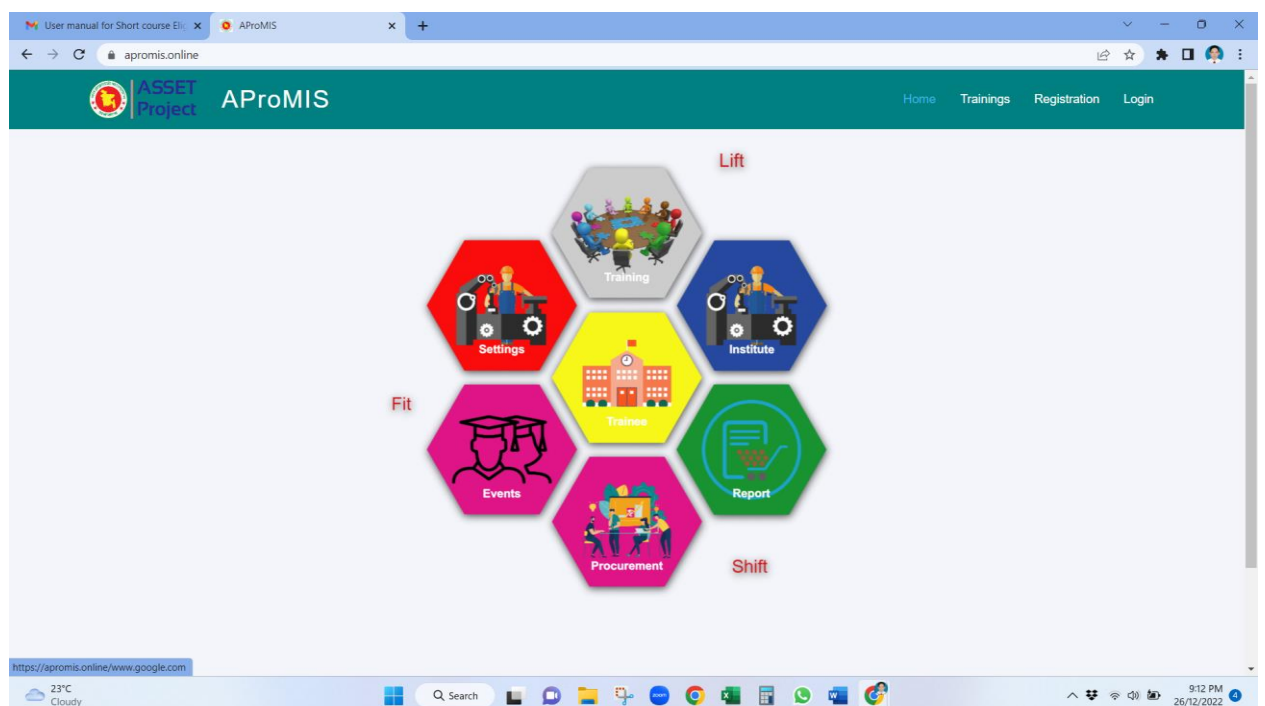 User manual for Short course Eli
AProMIS
apromis.online
ASSET
Project
AProMIS
Home
Trainings
Registration
Login
Lift
Training
Settings
Institute
Fit
Trainee
Events
Report
Procurement
Shift
https://apromis.online/www.google.com
23°C
Cloudy
Search
zoom
9:12 PM
26/12/2022
4